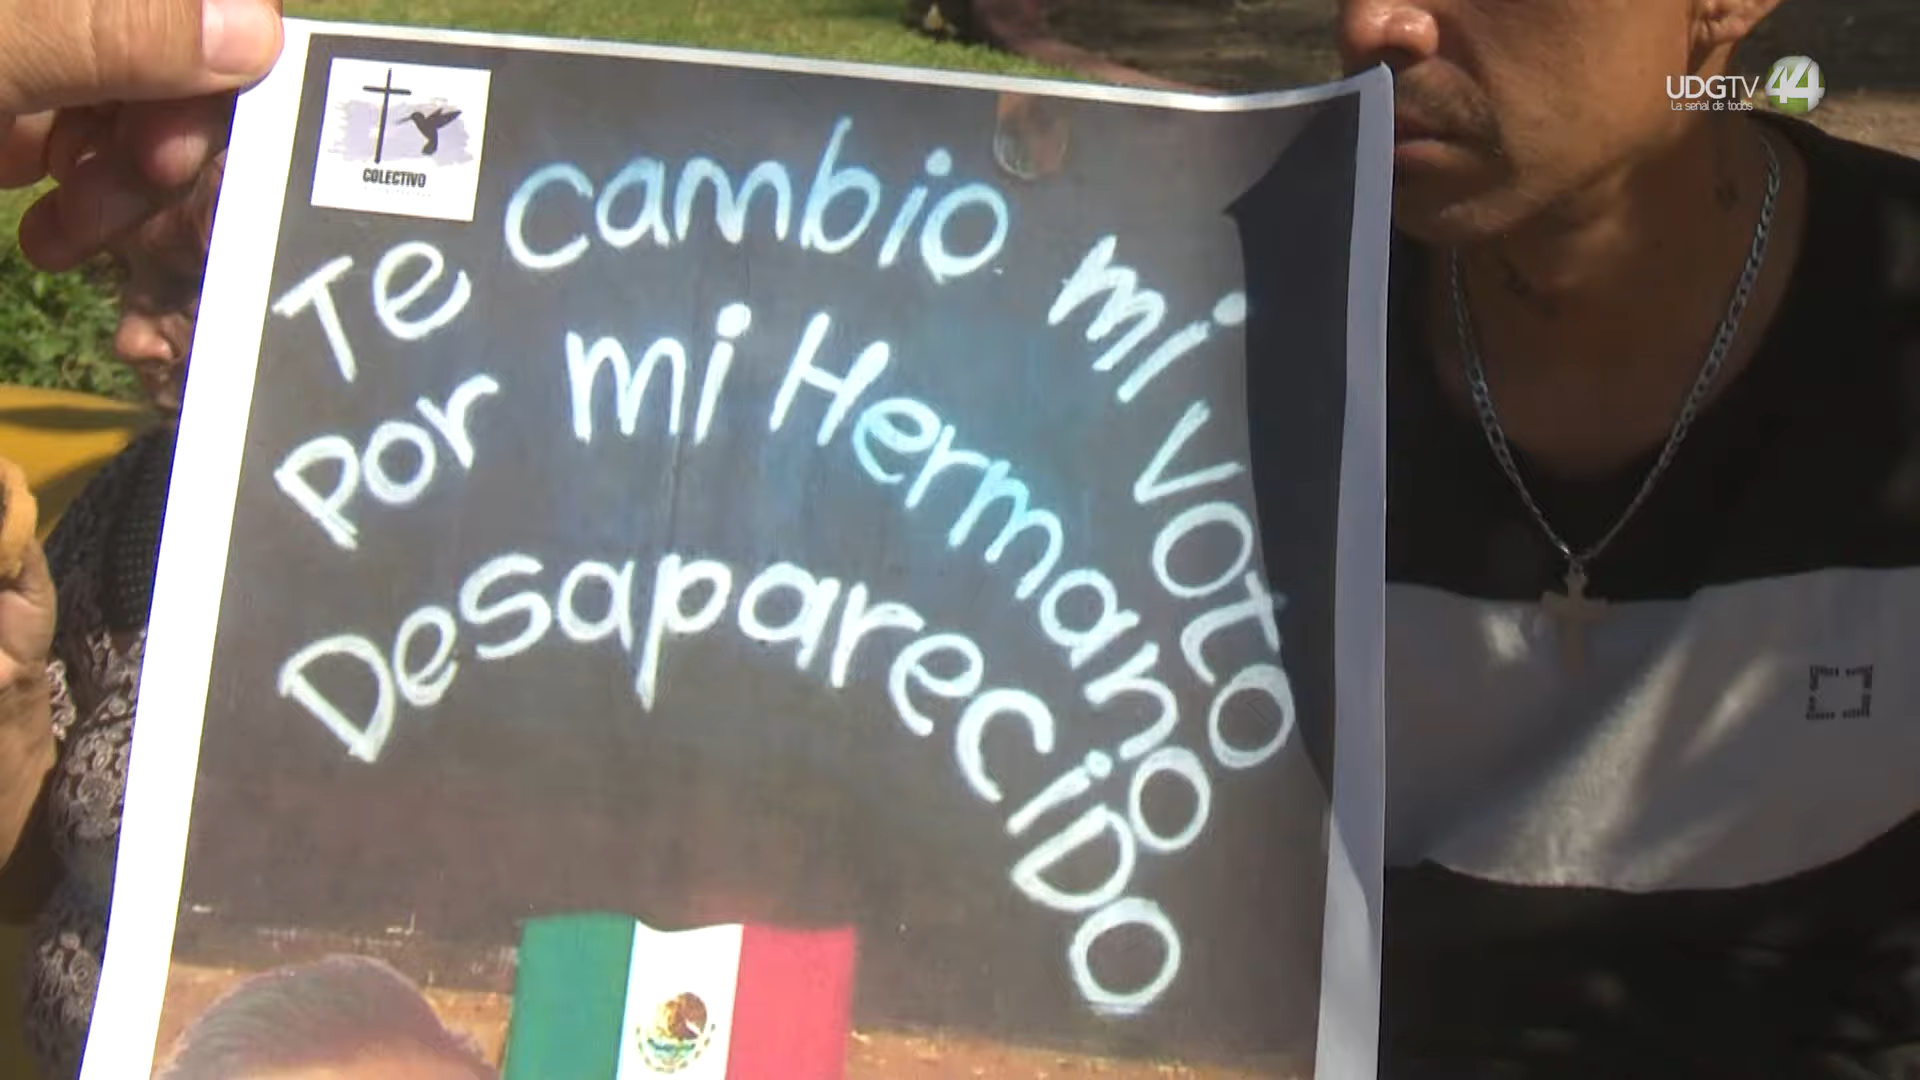 UDGTV 44
La señal de todos
COLECTIVO
Te cambio mi voto
Por mi Hermano
Desaparecido